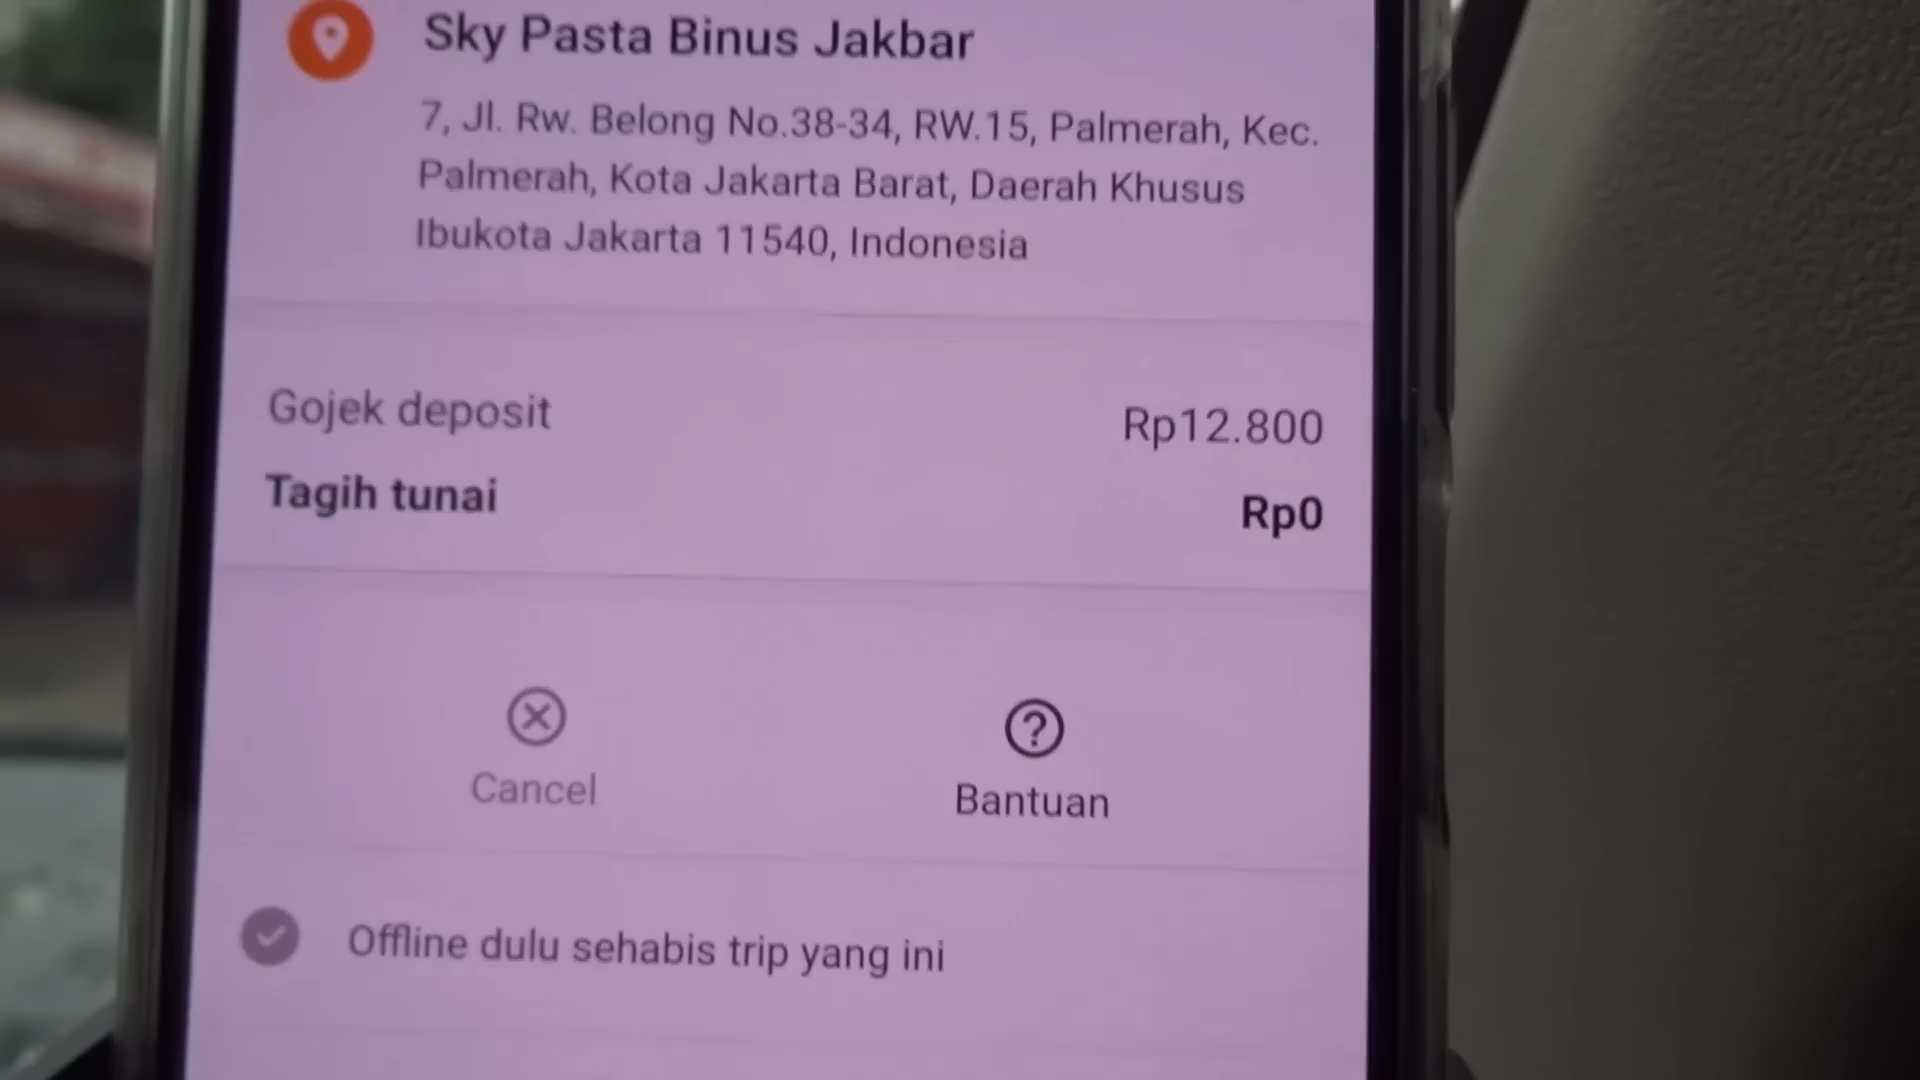 Sky Pasta Binus Jakbar
7, Jl. Rw. Belong No.38-34, RW.15, Palmerah, Kec.
Palmerah, Kota Jakarta Barat, Daerah Khusus
Ibukota Jakarta 11540, Indonesia
Gojek deposit Rp12.800
Tagih tunai Rp0
Cancel Bantuan
Offline dulu sehabis trip yang ini